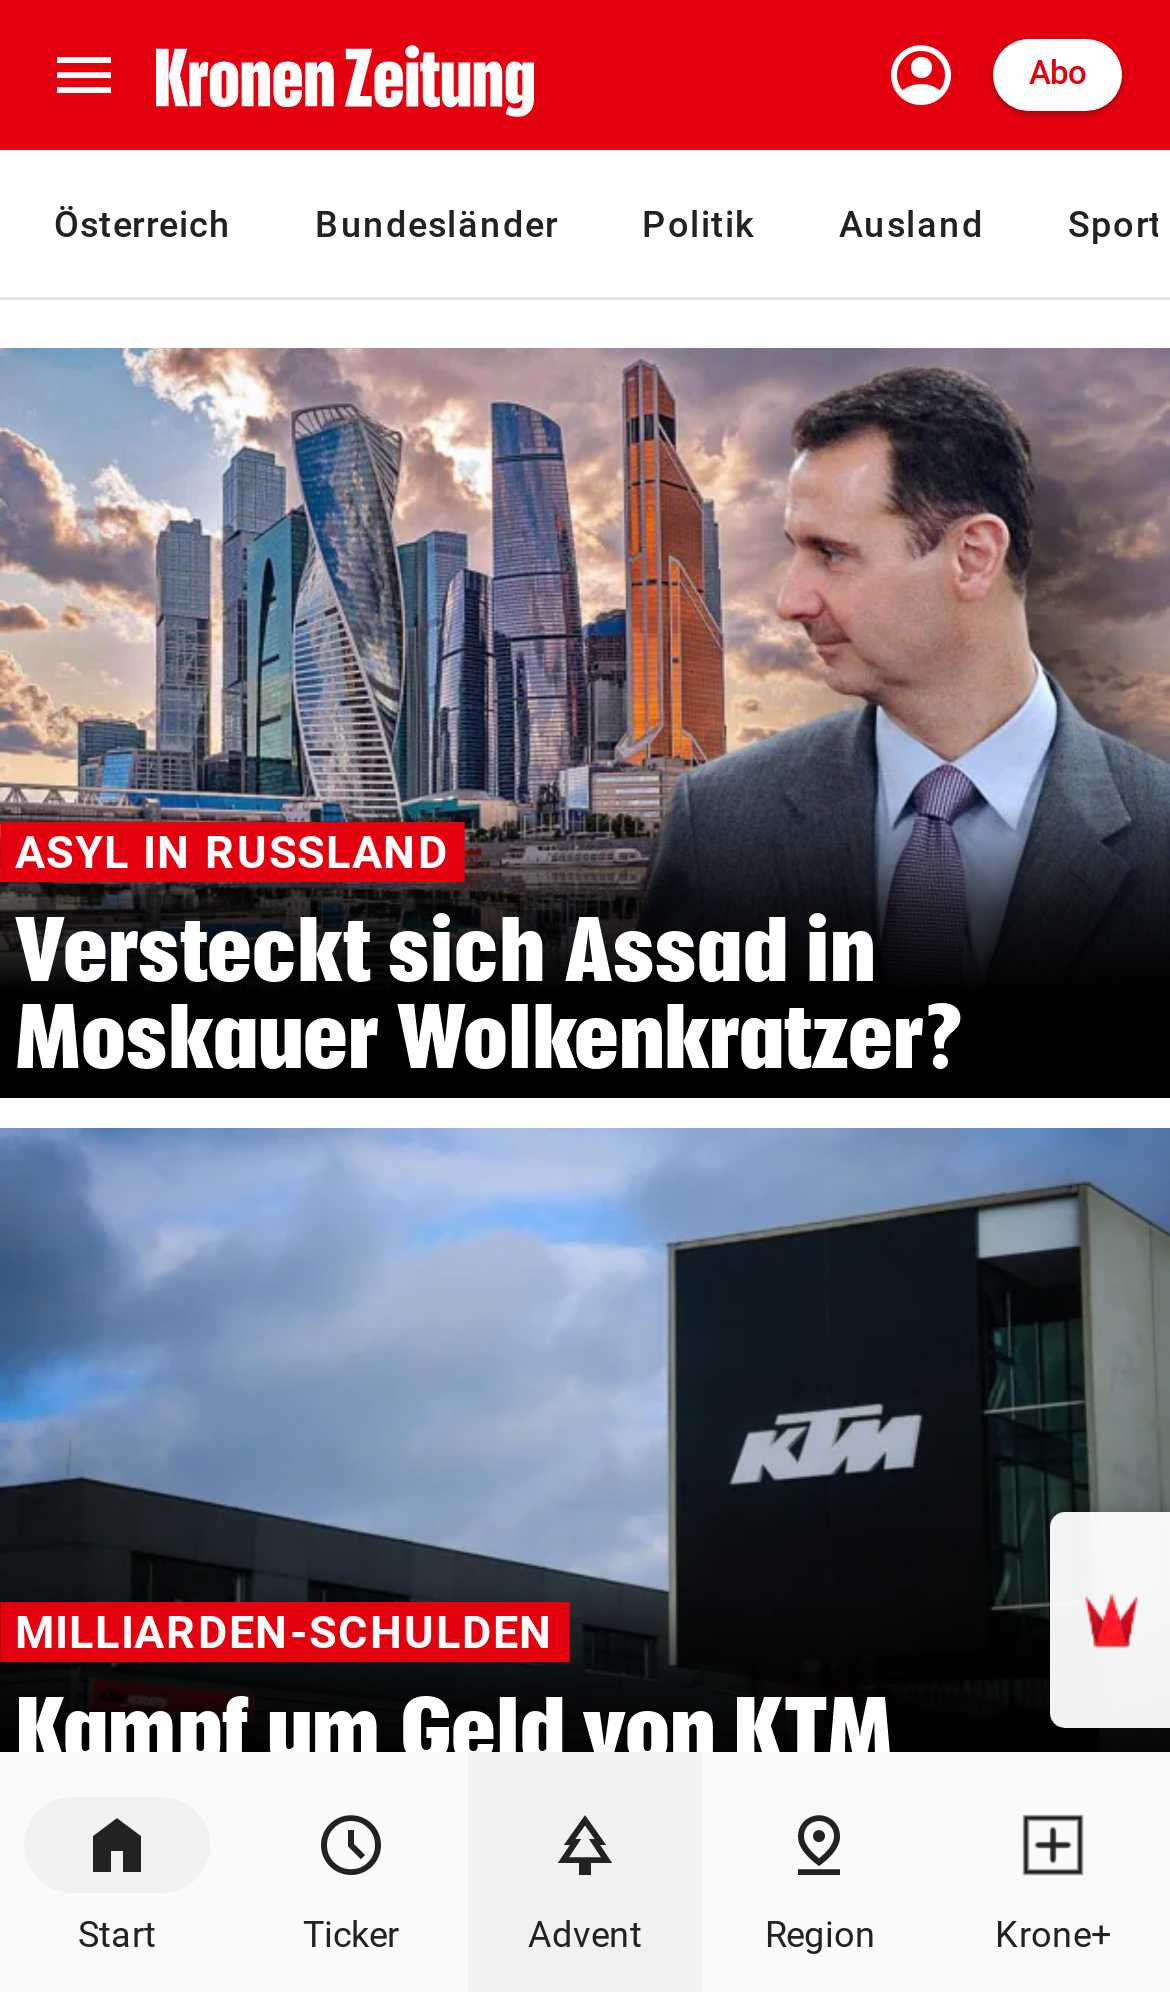 Kronen Zeitung
Abo
Österreich Bundesländer Politik Ausland Sport
ASYL IN RUSSLAND
Versteckt sich Assad in
Moskauer Wolkenkratzer?
KTM
MILLIARDEN-SCHULDEN
Kampf um Geld von KTM
Start Ticker Advent Region Krone+